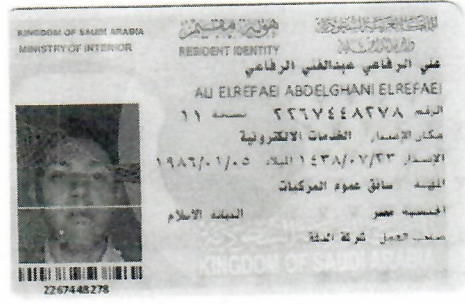 KINGDOM OF SAUDI ARABIA
MINISTRY OF INTERIOR
هوية مقيم
RESIDENT IDENTITY
وزارة الداخلية
علي الرفاعي عبدالغني الرفاعي
ALI ELREFAEI ABDELGHANI ELREFAEI
الرقم ٢٢٦٧٤٤٨٢٧٨ نسخة ١١
مكان الإصدار الخدمات الالكترونية
الإصدار ١٤٣٨/٠٧/٢٣ الميلاد ١٩٨٦/٠١/٠٥
المهنة سائق عموم المركبات
الجنسية مصر الديانة الاسلام
صاحب العمل شركة
KINGDOM OF SAUDI ARABIA
2267448278